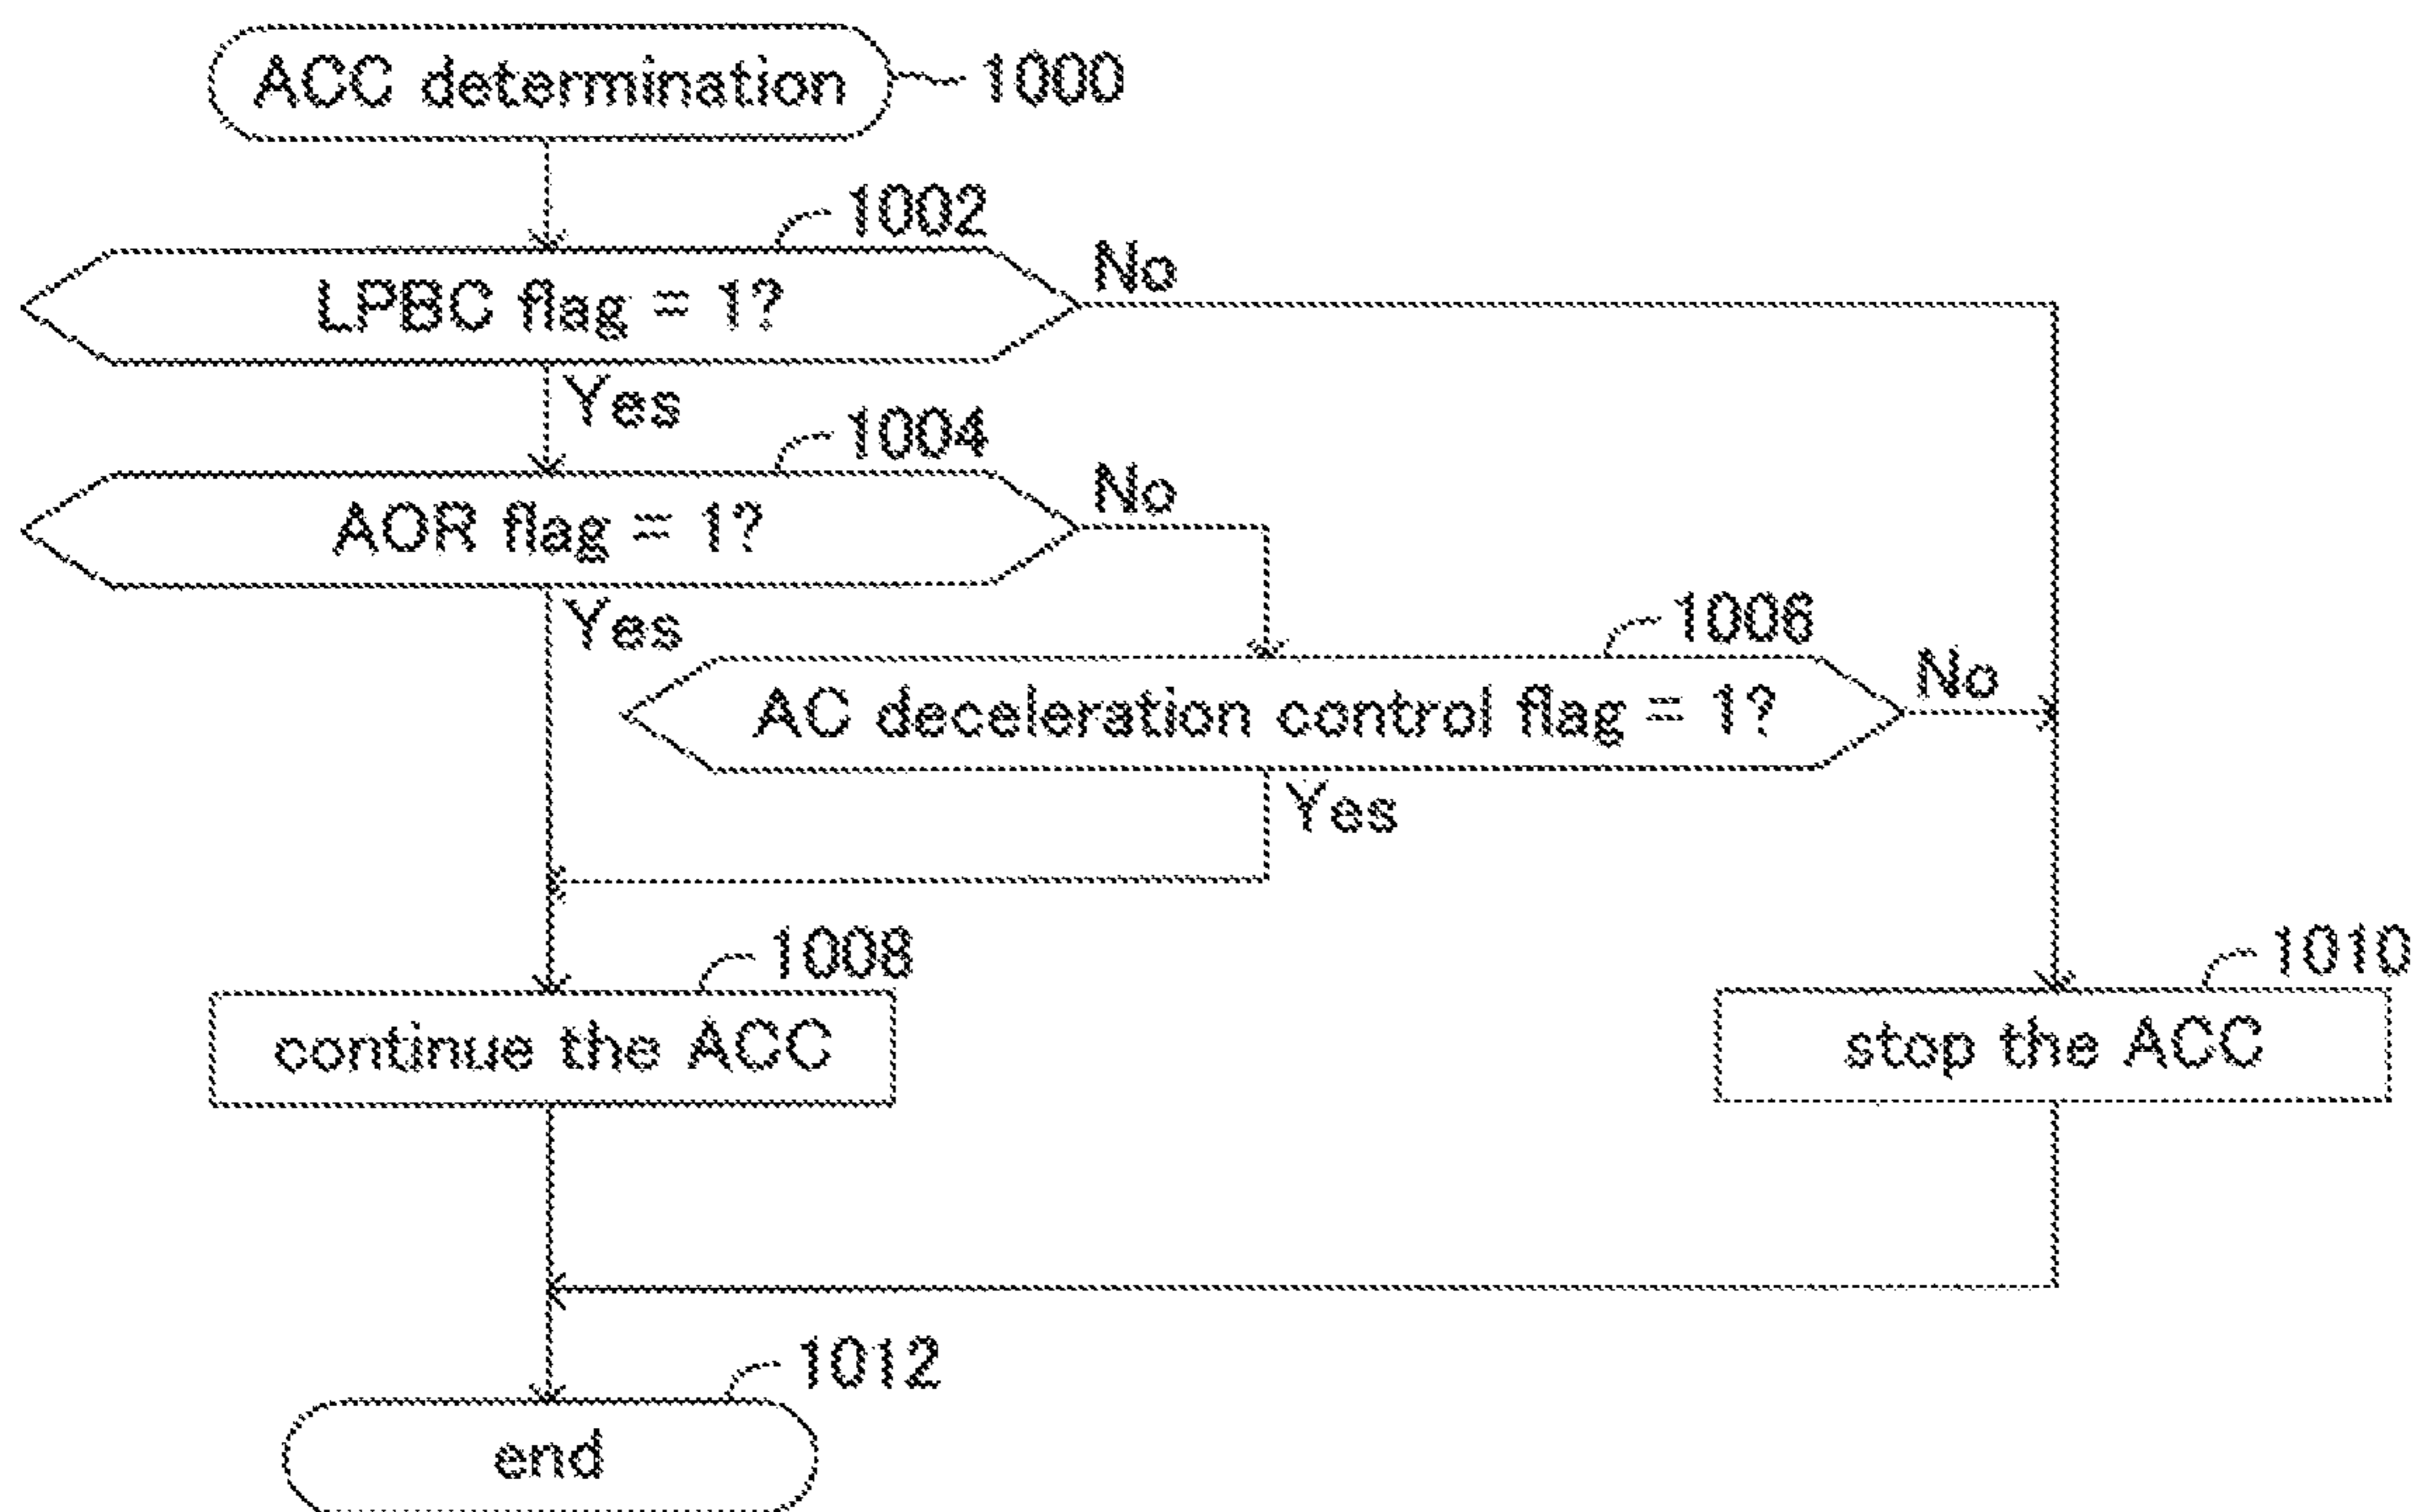 ACC determination
1000
1002
LPBC flag = 1?
No
Yes
1004
AOR flag = 1?
No
Yes
1006
AC deceleration control flag = 1?
No
Yes
1008
continue the ACC
1010
stop the ACC
1012
end